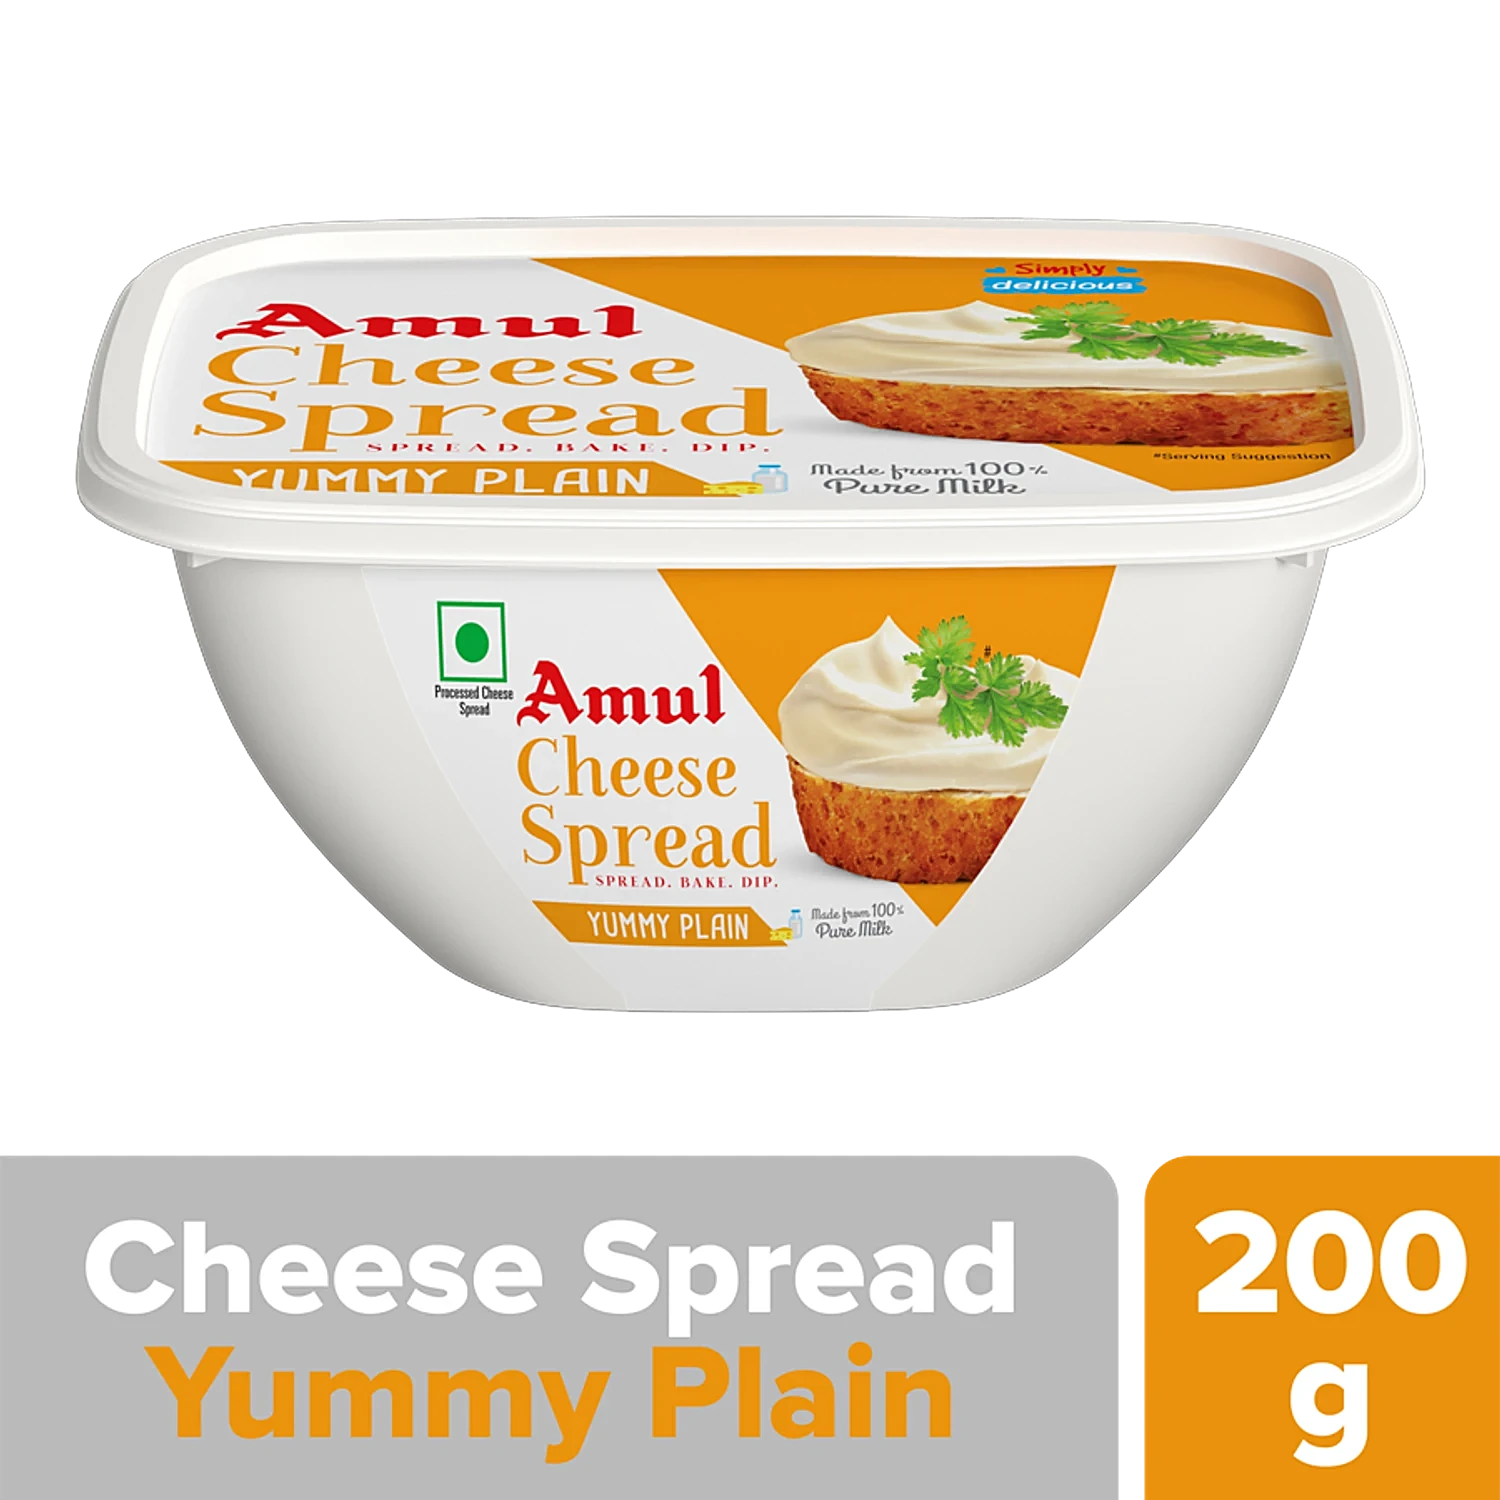 Simply
delicious
Amul
Cheese
Spread
SPREAD. BAKE. DIP.
YUMMY PLAIN
Made from 100%
Pure Milk
#Serving Suggestion
Processed Cheese
Spread
Amul
#
Cheese
Spread
SPREAD. BAKE. DIP.
YUMMY PLAIN
Made from 100%
Pure Milk
Cheese Spread
Yummy Plain
200
g